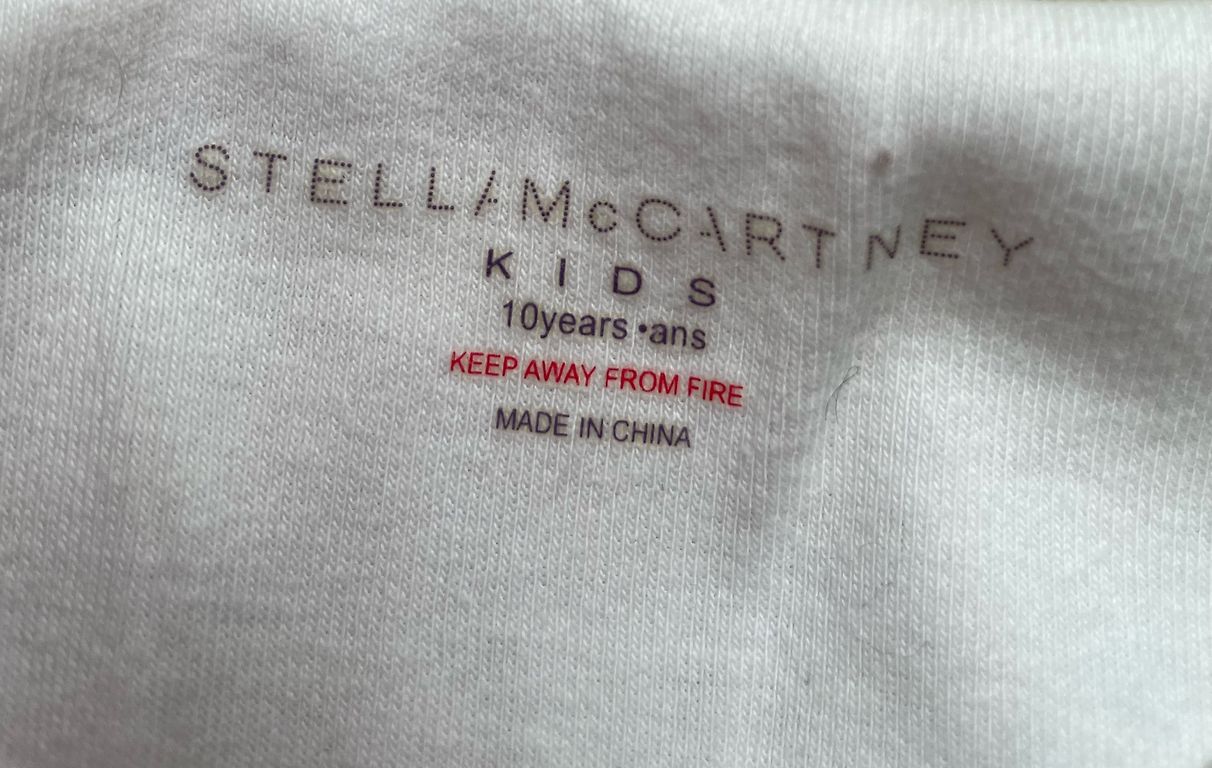 STELLA McCARTNEY
KIDS
10years •ans
KEEP AWAY FROM FIRE
MADE IN CHINA